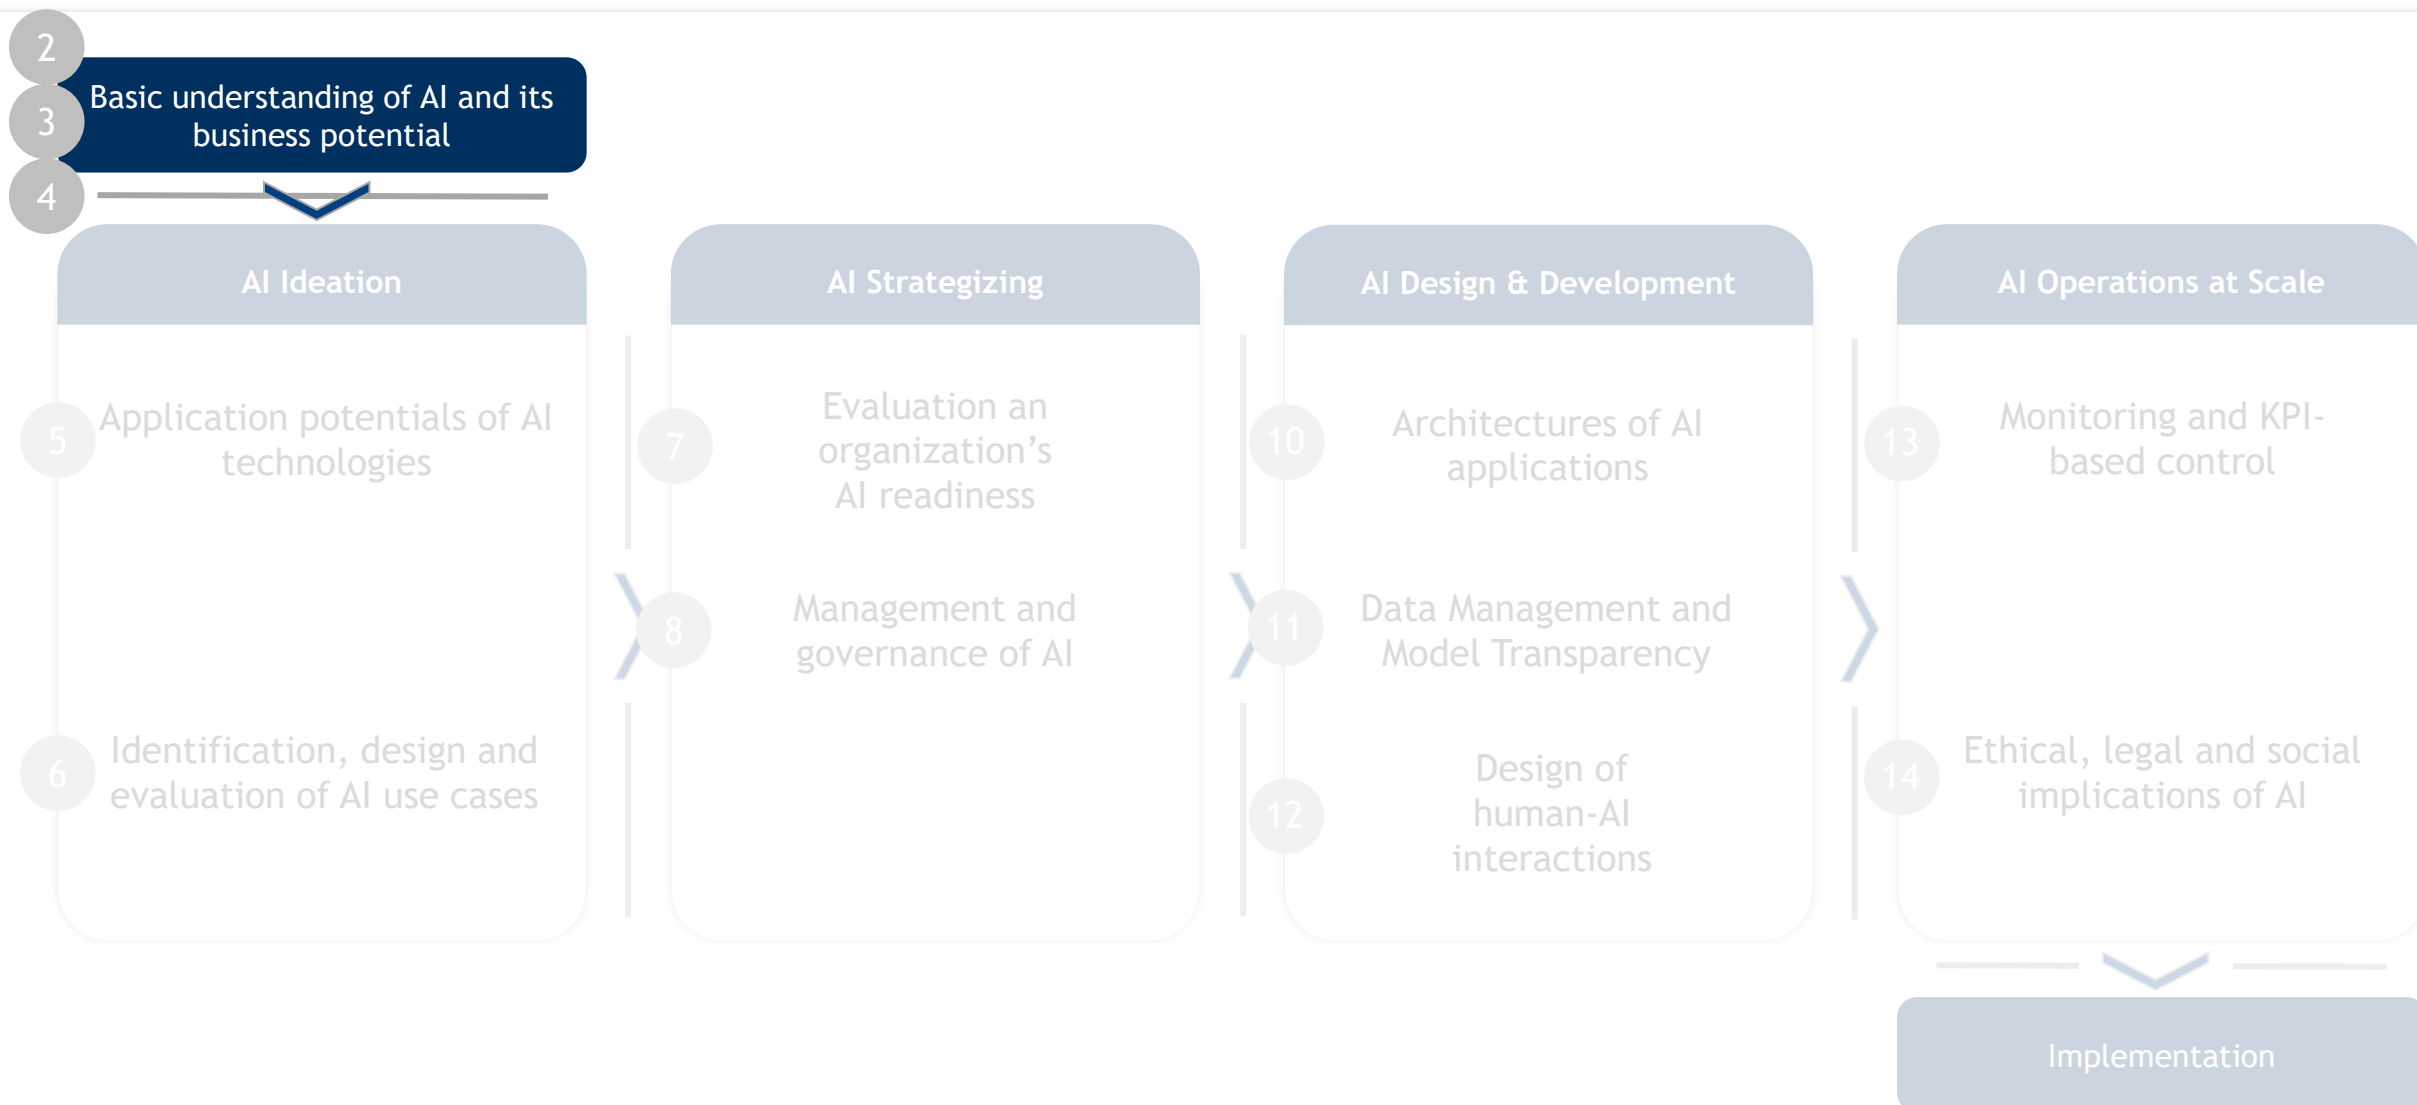 2
3
4
Basic understanding of AI and its
business potential
AI Ideation
5
Application potentials of AI
technologies
6
Identification, design and
evaluation of AI use cases
AI Strategizing
7
Evaluation an
organization’s
AI readiness
8
Management and
governance of AI
AI Design & Development
10
Architectures of AI
applications
11
Data Management and
Model Transparency
12
Design of
human-AI
interactions
AI Operations at Scale
13
Monitoring and KPI-
based control
14
Ethical, legal and social
implications of AI
Implementation